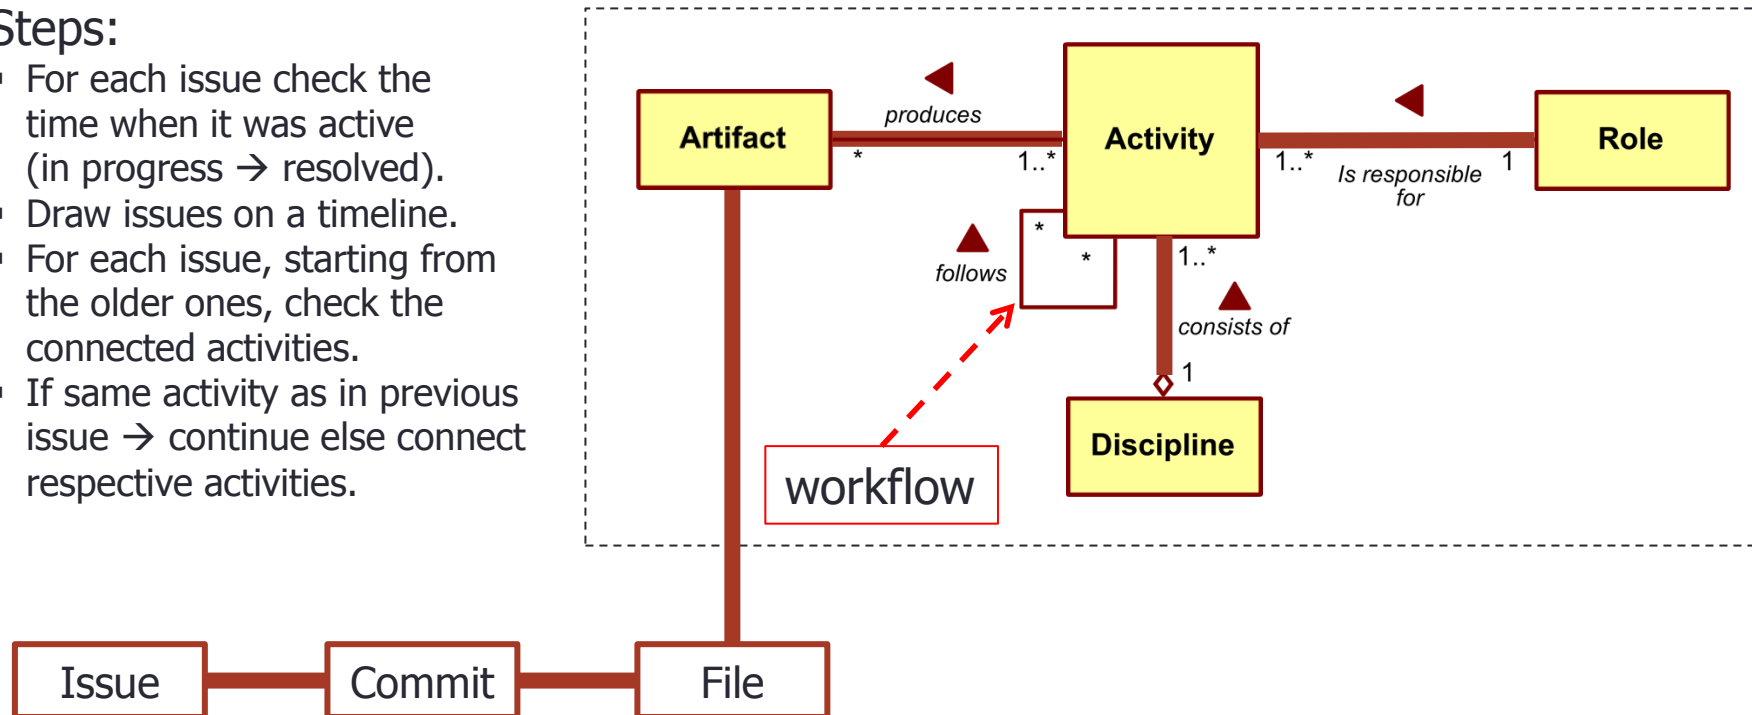 Steps:
▪ For each issue check the
time when it was active
(in progress → resolved).
▪ Draw issues on a timeline.
▪ For each issue, starting from
the older ones, check the
connected activities.
▪ If same activity as in previous
issue → continue else connect
respective activities.
Artifact
produces
*
1..*
Activity
1..*
Is responsible
for
1
Role
*
*
follows
1..*
consists of
1
Discipline
workflow
Issue
Commit
File